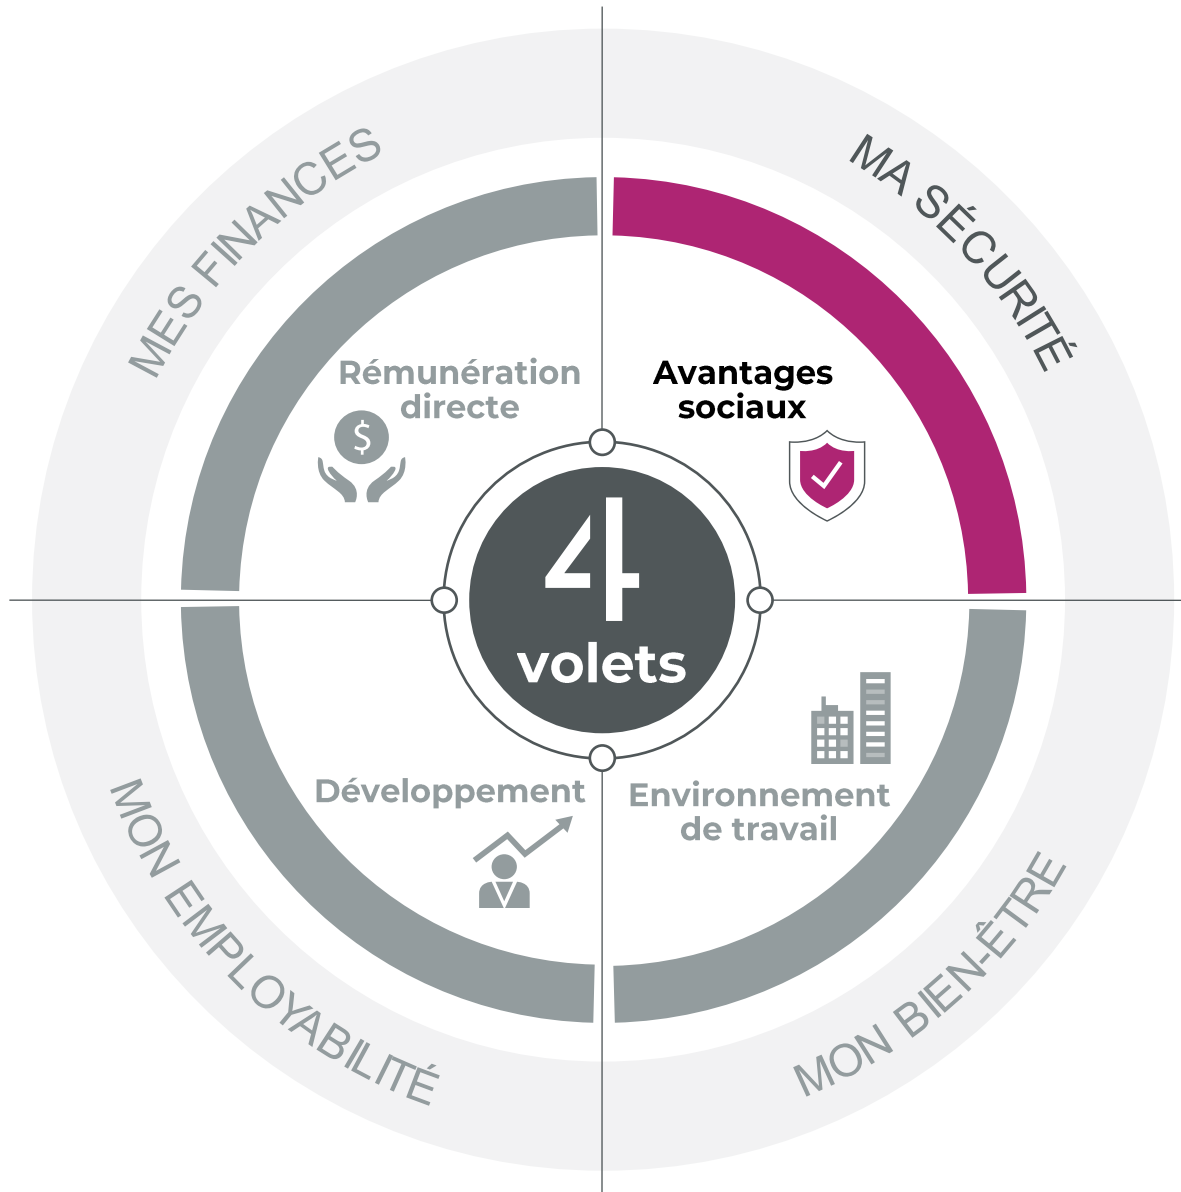 MES FINANCES
MA SÉCURITÉ
Rémunération
directe
$
Avantages
sociaux
4
volets
Développement
Environnement
de travail
MON EMPLOYABILITÉ
MON BIEN-ÊTRE